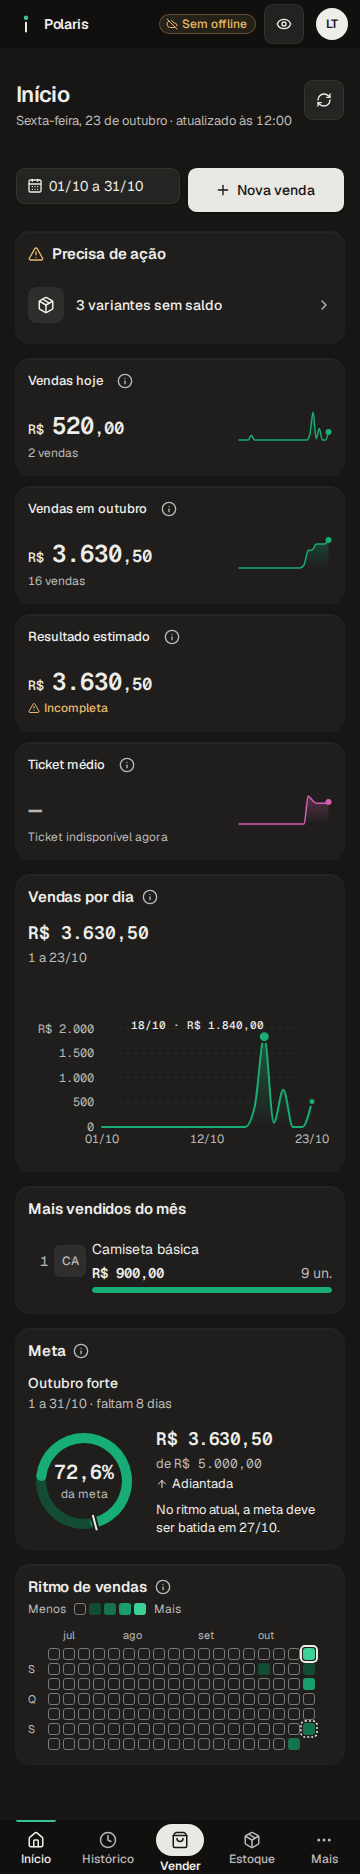 Polaris
Sem offline
LT
Início
Sexta-feira, 23 de outubro · atualizado às 12:00
01/10 a 31/10
Nova venda
Precisa de ação
3 variantes sem saldo
Vendas hoje
R$ 520,00
2 vendas
Vendas em outubro
R$ 3.630,50
16 vendas
Resultado estimado
R$ 3.630,50
Incompleta
Ticket médio
—
Ticket indisponível agora
Vendas por dia
R$ 3.630,50
1 a 23/10
18/10 · R$ 1.840,00
R$ 2.000
1.500
1.000
500
0
01/10 12/10 23/10
Mais vendidos do mês
1 CA Camiseta básica
R$ 900,00 9 un.
Meta
Outubro forte
1 a 31/10 · faltam 8 dias
72,6%
da meta
R$ 3.630,50
de R$ 5.000,00
Adiantada
No ritmo atual, a meta deve
ser batida em 27/10.
Ritmo de vendas
Menos Mais
jul ago set out
S
Q
S
Início Histórico Vender Estoque Mais